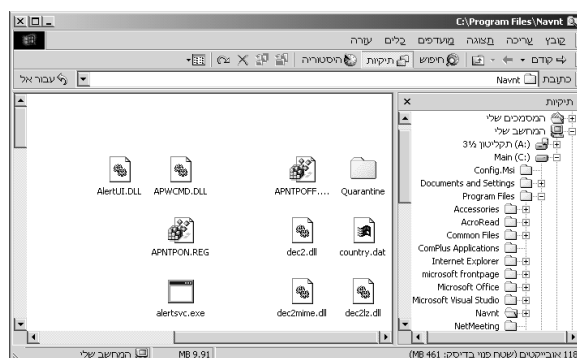 C:\Program Files\Navnt
קובץ עריכה תצוגה מועדפים כלים עזרה
קודם חיפוש תיקיות היסטוריה
כתובת Navnt עבור אל
תיקיות
המסמכים שלי
המחשב שלי
תקליטון 3½ (A:)
Main (C:)
Config.Msi
Documents and Settings
Program Files
Accessories
AcroRead
Common Files
ComPlus Applications
Internet Explorer
microsoft frontpage
Microsoft Office
Microsoft Visual Studio
Navnt
NetMeeting
Quarantine APNTPOFF.... APWCMD.DLL AlertUI.DLL
country.dat dec2.dll APNTPON.REG
dec2lz.dll dec2mime.dll alertsvc.exe
118 אובייקטים (שטח פנוי בדיסק: 461 MB) 9.91 MB המחשב שלי